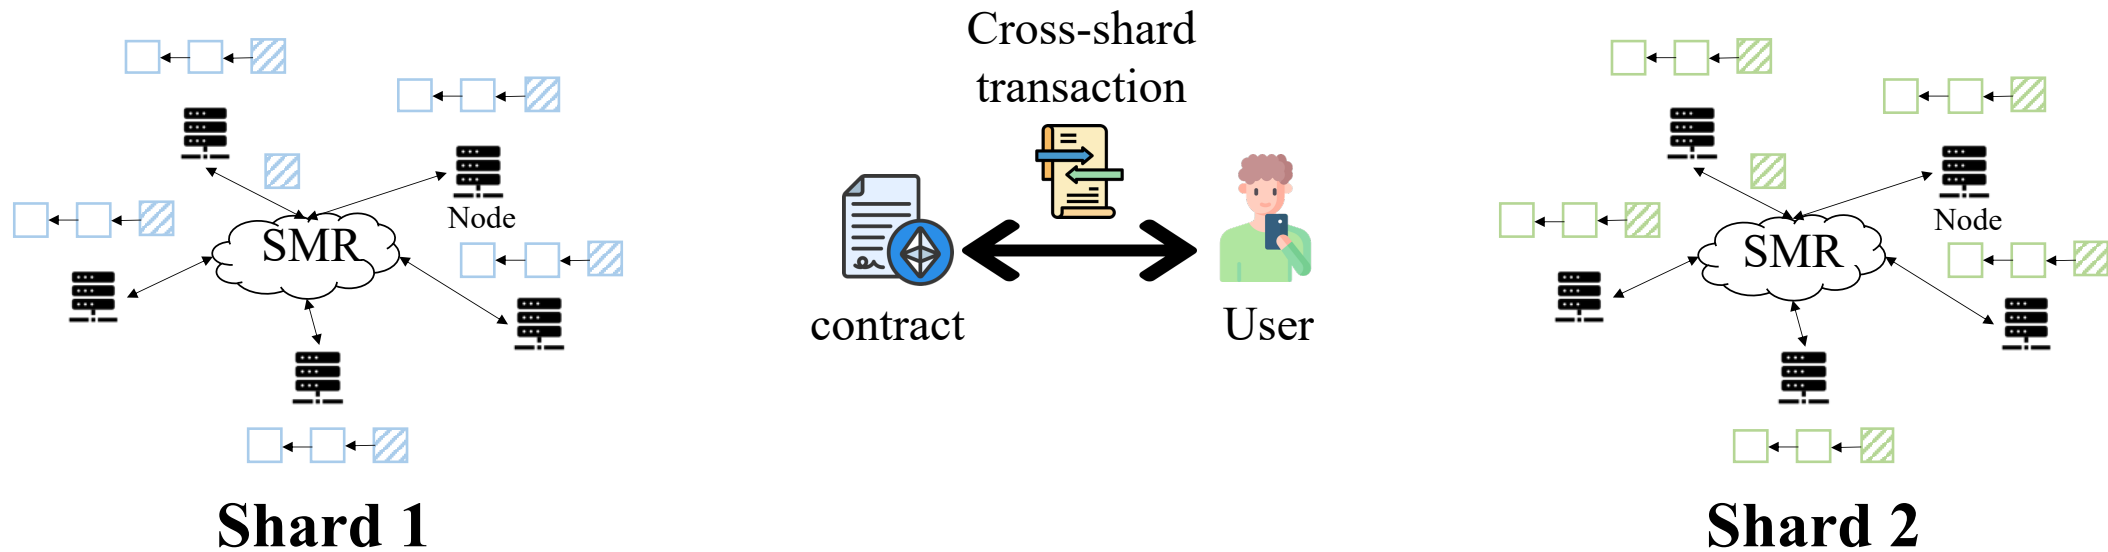 Cross-shard
transaction
SMR
Node
contract
User
SMR
Node
Shard 1
Shard 2